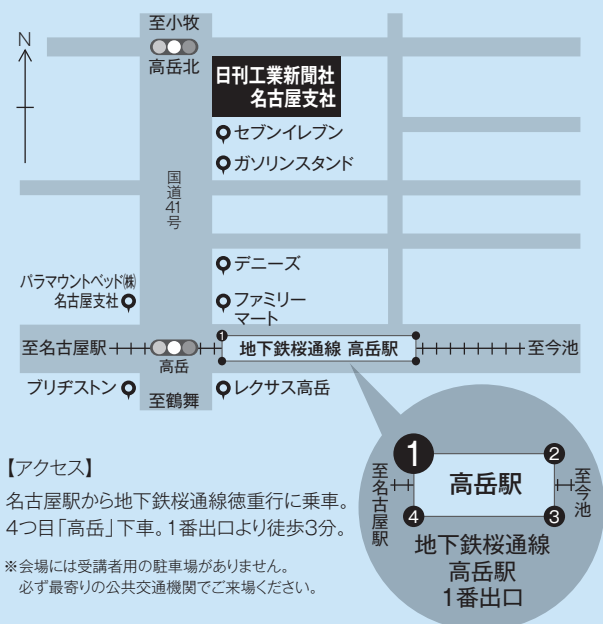 至小牧
N
高岳北
日刊工業新聞社
名古屋支社
セブンイレブン
ガソリンスタンド
国道41号
デニーズ
パラマウントベッド㈱
名古屋支社
ファミリー
マート
至名古屋駅
1
地下鉄桜通線 高岳駅
至今池
高岳
ブリヂストン
至鶴舞
レクサス高岳
1
2
至名古屋駅
高岳駅
至今池
4
3
地下鉄桜通線
高岳駅
1番出口
【アクセス】
名古屋駅から地下鉄桜通線徳重行に乗車。
4つ目「高岳」下車。1番出口より徒歩3分。
※会場には受講者用の駐車場がありません。
必ず最寄りの公共交通機関でご来場ください。